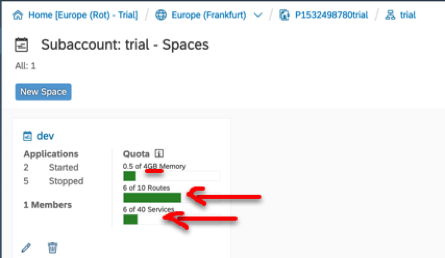 Home [Europe (Rot) - Trial] / Europe (Frankfurt) / P1532498780trial / trial
Subaccount: trial - Spaces
All: 1
New Space
dev
Applications
2 Started
5 Stopped
1 Members
Quota
0.5 of 4GB Memory
6 of 10 Routes
6 of 40 Services